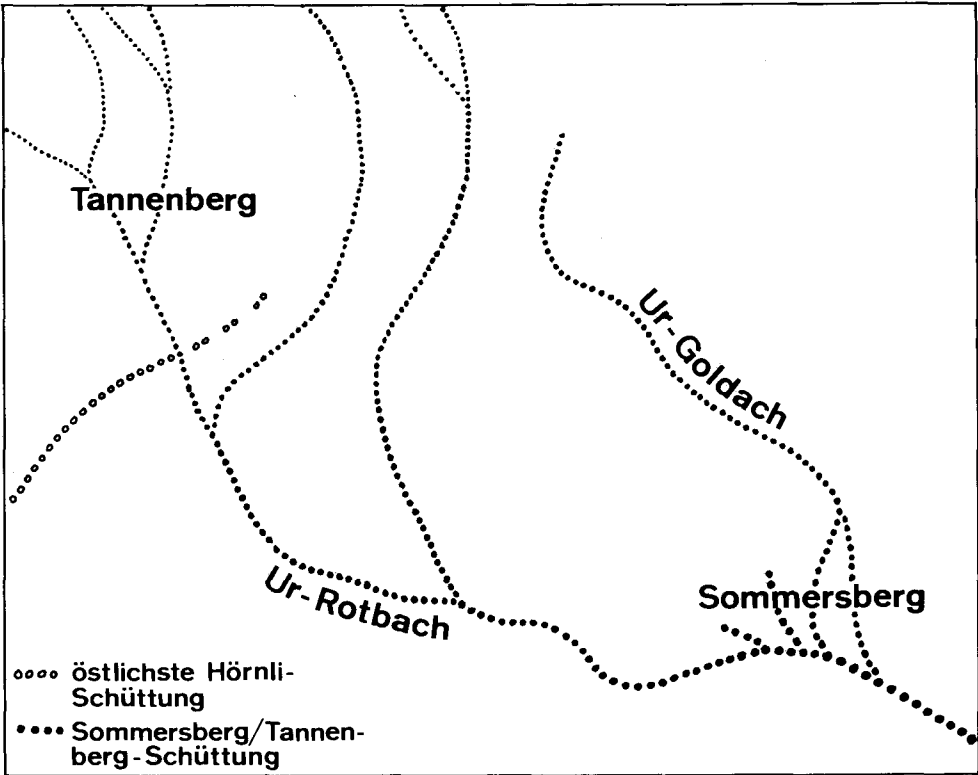 Tannenberg
Ur-Goldach
Ur-Rotbach
Sommersberg
östlichste Hörnli-
Schüttung
Sommersberg/Tannen-
berg-Schüttung